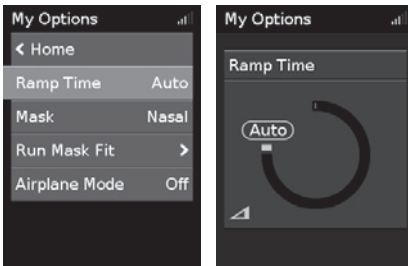 My Options
< Home
Ramp Time Auto
Mask Nasal
Run Mask Fit >
Airplane Mode Off
My Options
Ramp Time
Auto